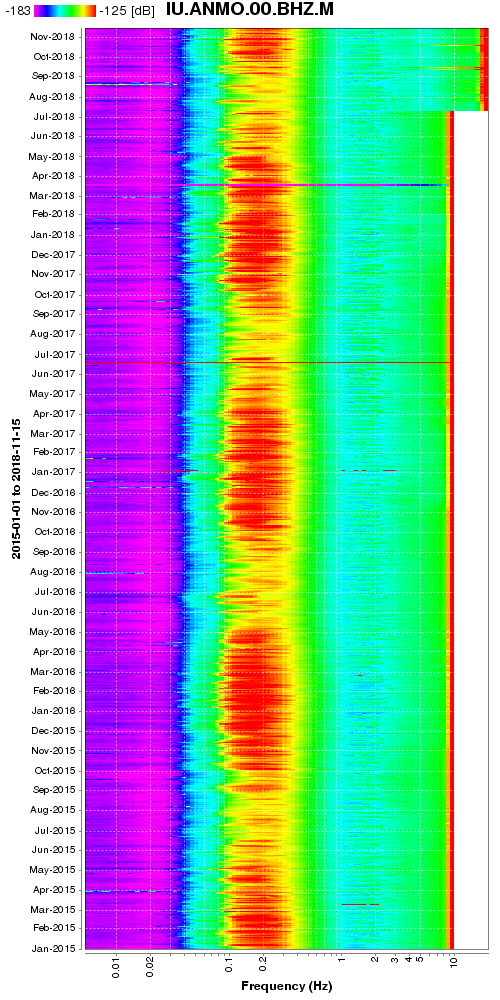 -183 -125 [dB] IU.ANMO.00.BHZ.M
Nov-2018
Oct-2018
Sep-2018
Aug-2018
Jul-2018
Jun-2018
May-2018
Apr-2018
Mar-2018
Feb-2018
Jan-2018
Dec-2017
Nov-2017
Oct-2017
Sep-2017
Aug-2017
Jul-2017
Jun-2017
May-2017
Apr-2017
Mar-2017
Feb-2017
Jan-2017
Dec-2016
Nov-2016
Oct-2016
Sep-2016
Aug-2016
Jul-2016
Jun-2016
May-2016
Apr-2016
Mar-2016
Feb-2016
Jan-2016
Dec-2015
Nov-2015
Oct-2015
Sep-2015
Aug-2015
Jul-2015
Jun-2015
May-2015
Apr-2015
Mar-2015
Feb-2015
Jan-2015
2015-01-01 to 2018-11-15
0.01 0.02 0.1 0.2 1 2 3 4 5 10
Frequency (Hz)